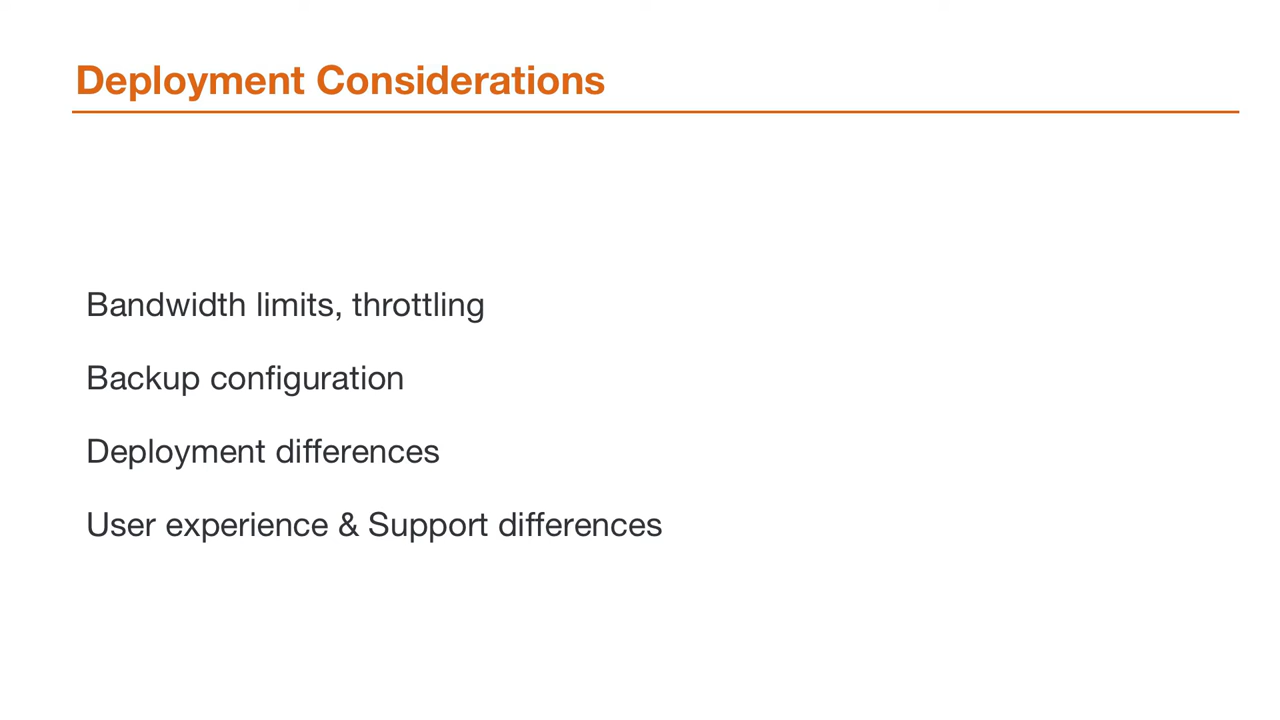 Deployment Considerations
Bandwidth limits, throttling
Backup configuration
Deployment differences
User experience & Support differences